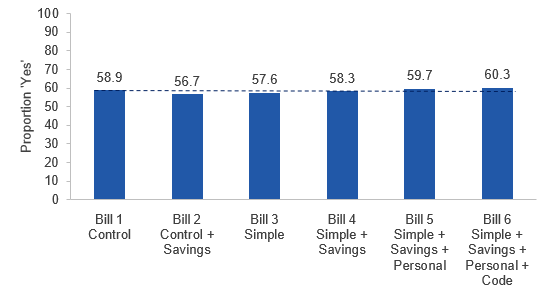 Proportion 'Yes'
100
90
80
70
60
50
40
30
20
10
0
58.9
56.7
57.6
58.3
59.7
60.3
Bill 1
Control
Bill 2
Control +
Savings
Bill 3
Simple
Bill 4
Simple +
Savings
Bill 5
Simple +
Savings +
Personal
Bill 6
Simple +
Savings +
Personal +
Code